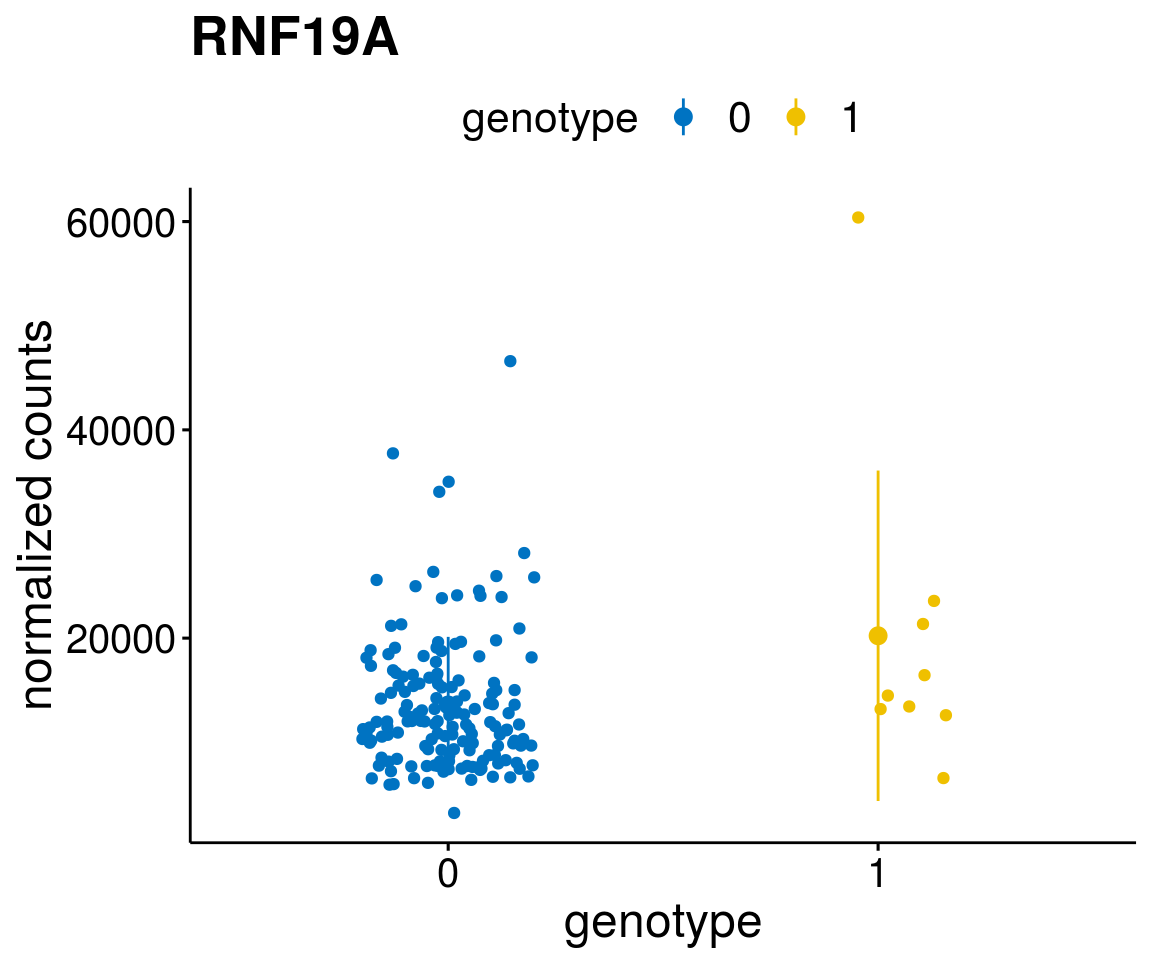 RNF19A
genotype 0 1
60000
40000
20000
normalized counts
0 1
genotype